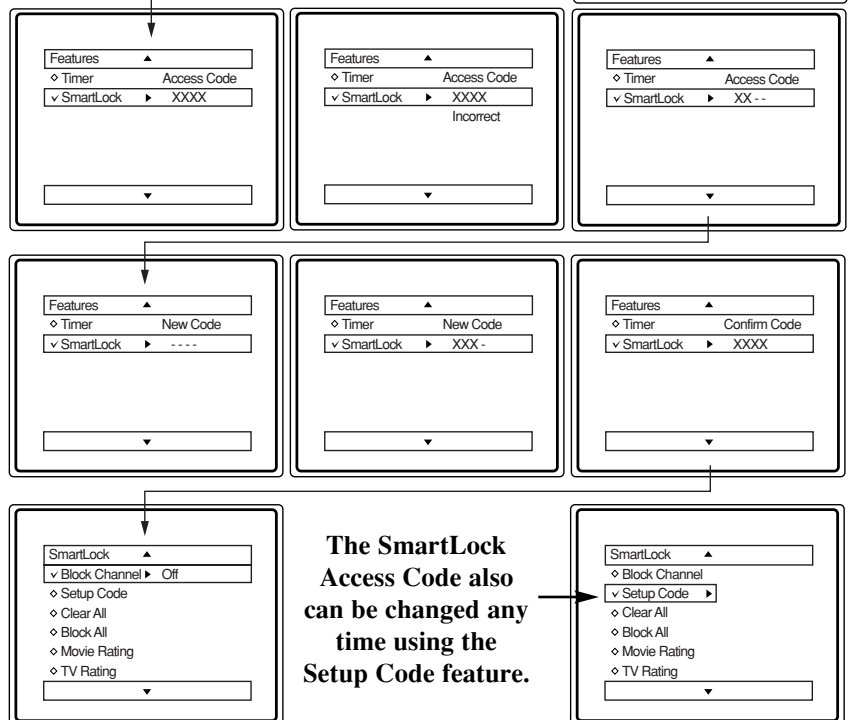 Features ▲
◇ Timer Access Code
✓ SmartLock ▶ XXXX
▼
Features ▲
◇ Timer Access Code
✓ SmartLock ▶ XXXX
Incorrect
▼
Features ▲
◇ Timer Access Code
✓ SmartLock ▶ XX - -
▼
Features ▲
◇ Timer New Code
✓ SmartLock ▶ - - - -
▼
Features ▲
◇ Timer New Code
✓ SmartLock ▶ XXX -
▼
Features ▲
◇ Timer Confirm Code
✓ SmartLock ▶ XXXX
▼
SmartLock ▲
✓ Block Channel ▶ Off
◇ Setup Code
◇ Clear All
◇ Block All
◇ Movie Rating
◇ TV Rating
▼
The SmartLock
Access Code also
can be changed any
time using the
Setup Code feature.
SmartLock ▲
◇ Block Channel
✓ Setup Code ▶
◇ Clear All
◇ Block All
◇ Movie Rating
◇ TV Rating
▼